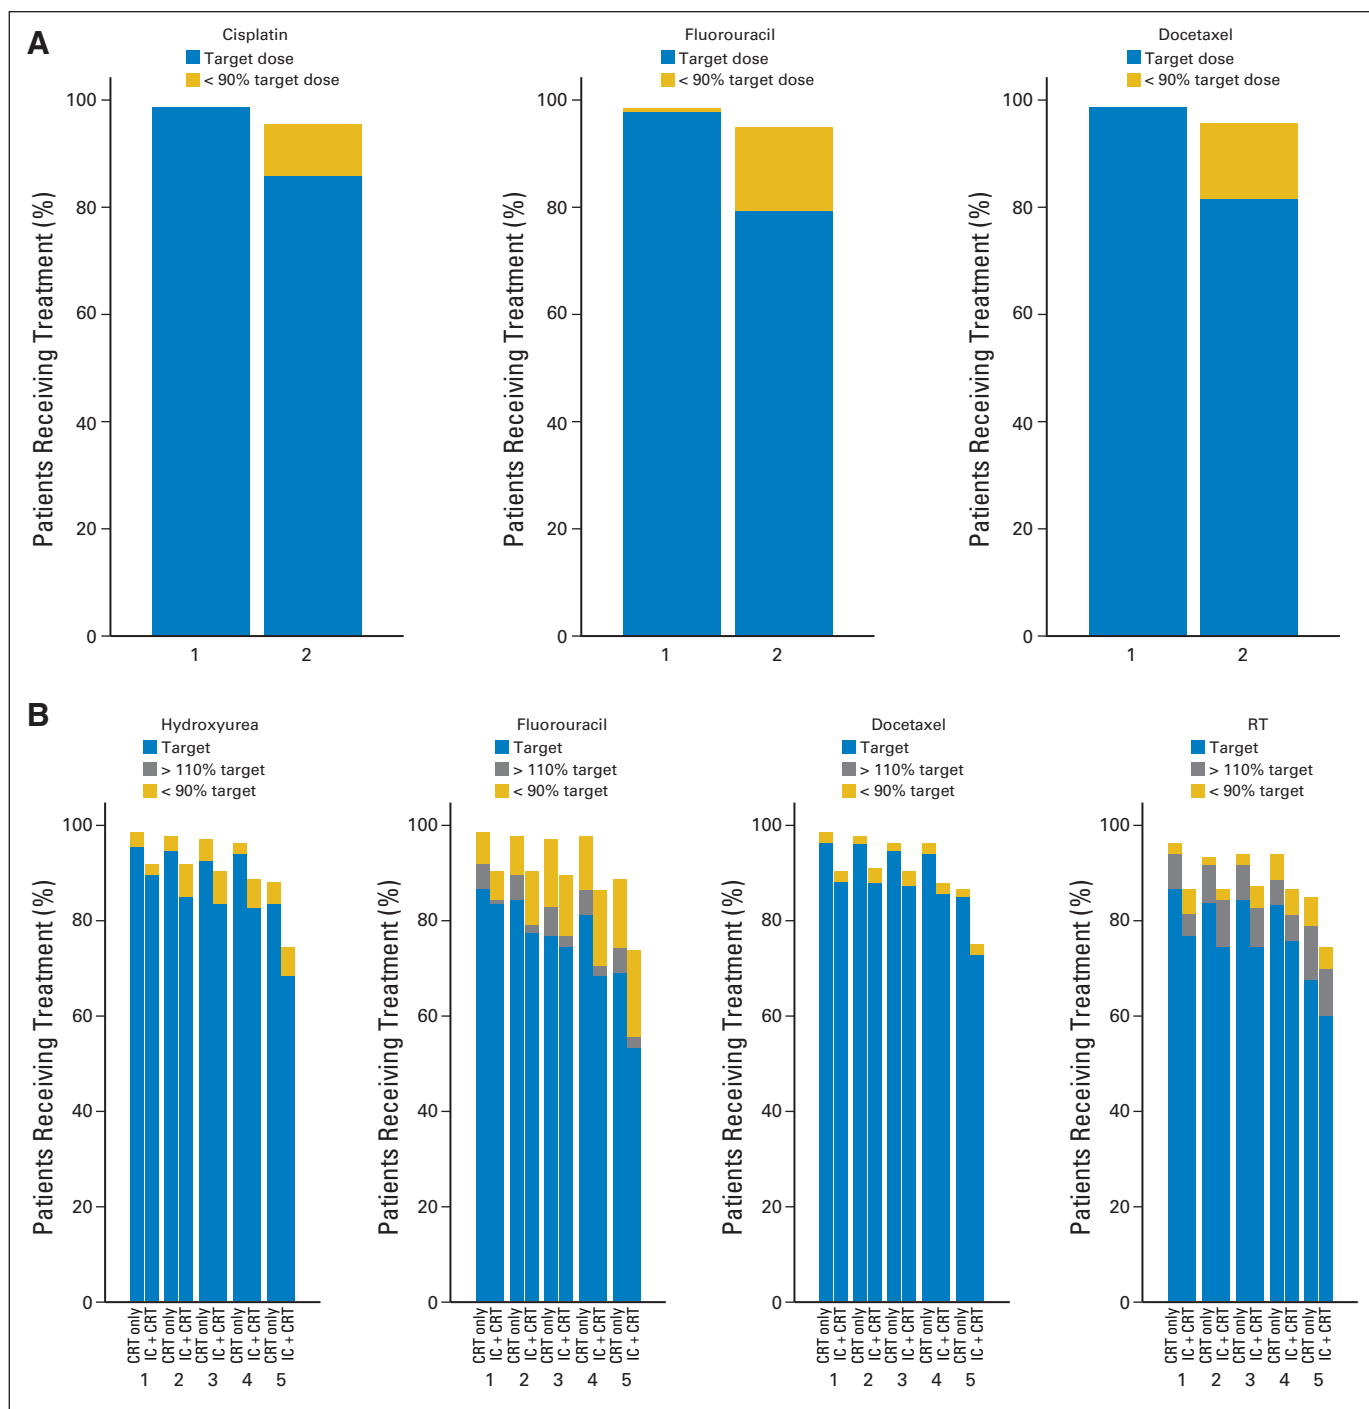 A
Cisplatin
Target dose
< 90% target dose
Patients Receiving Treatment (%)
100
80
60
40
20
0
1 2
Fluorouracil
Target dose
< 90% target dose
Patients Receiving Treatment (%)
100
80
60
40
20
0
1 2
Docetaxel
Target dose
< 90% target dose
Patients Receiving Treatment (%)
100
80
60
40
20
0
1 2
B
Hydroxyurea
Target
> 110% target
< 90% target
Patients Receiving Treatment (%)
100
80
60
40
20
0
CRT only
IC + CRT
CRT only
IC + CRT
CRT only
IC + CRT
CRT only
IC + CRT
CRT only
IC + CRT
1 2 3 4 5
Fluorouracil
Target
> 110% target
< 90% target
Patients Receiving Treatment (%)
100
80
60
40
20
0
CRT only
IC + CRT
CRT only
IC + CRT
CRT only
IC + CRT
CRT only
IC + CRT
CRT only
IC + CRT
1 2 3 4 5
Docetaxel
Target
> 110% target
< 90% target
Patients Receiving Treatment (%)
100
80
60
40
20
0
CRT only
IC + CRT
CRT only
IC + CRT
CRT only
IC + CRT
CRT only
IC + CRT
CRT only
IC + CRT
1 2 3 4 5
RT
Target
> 110% target
< 90% target
Patients Receiving Treatment (%)
100
80
60
40
20
0
CRT only
IC + CRT
CRT only
IC + CRT
CRT only
IC + CRT
CRT only
IC + CRT
CRT only
IC + CRT
1 2 3 4 5